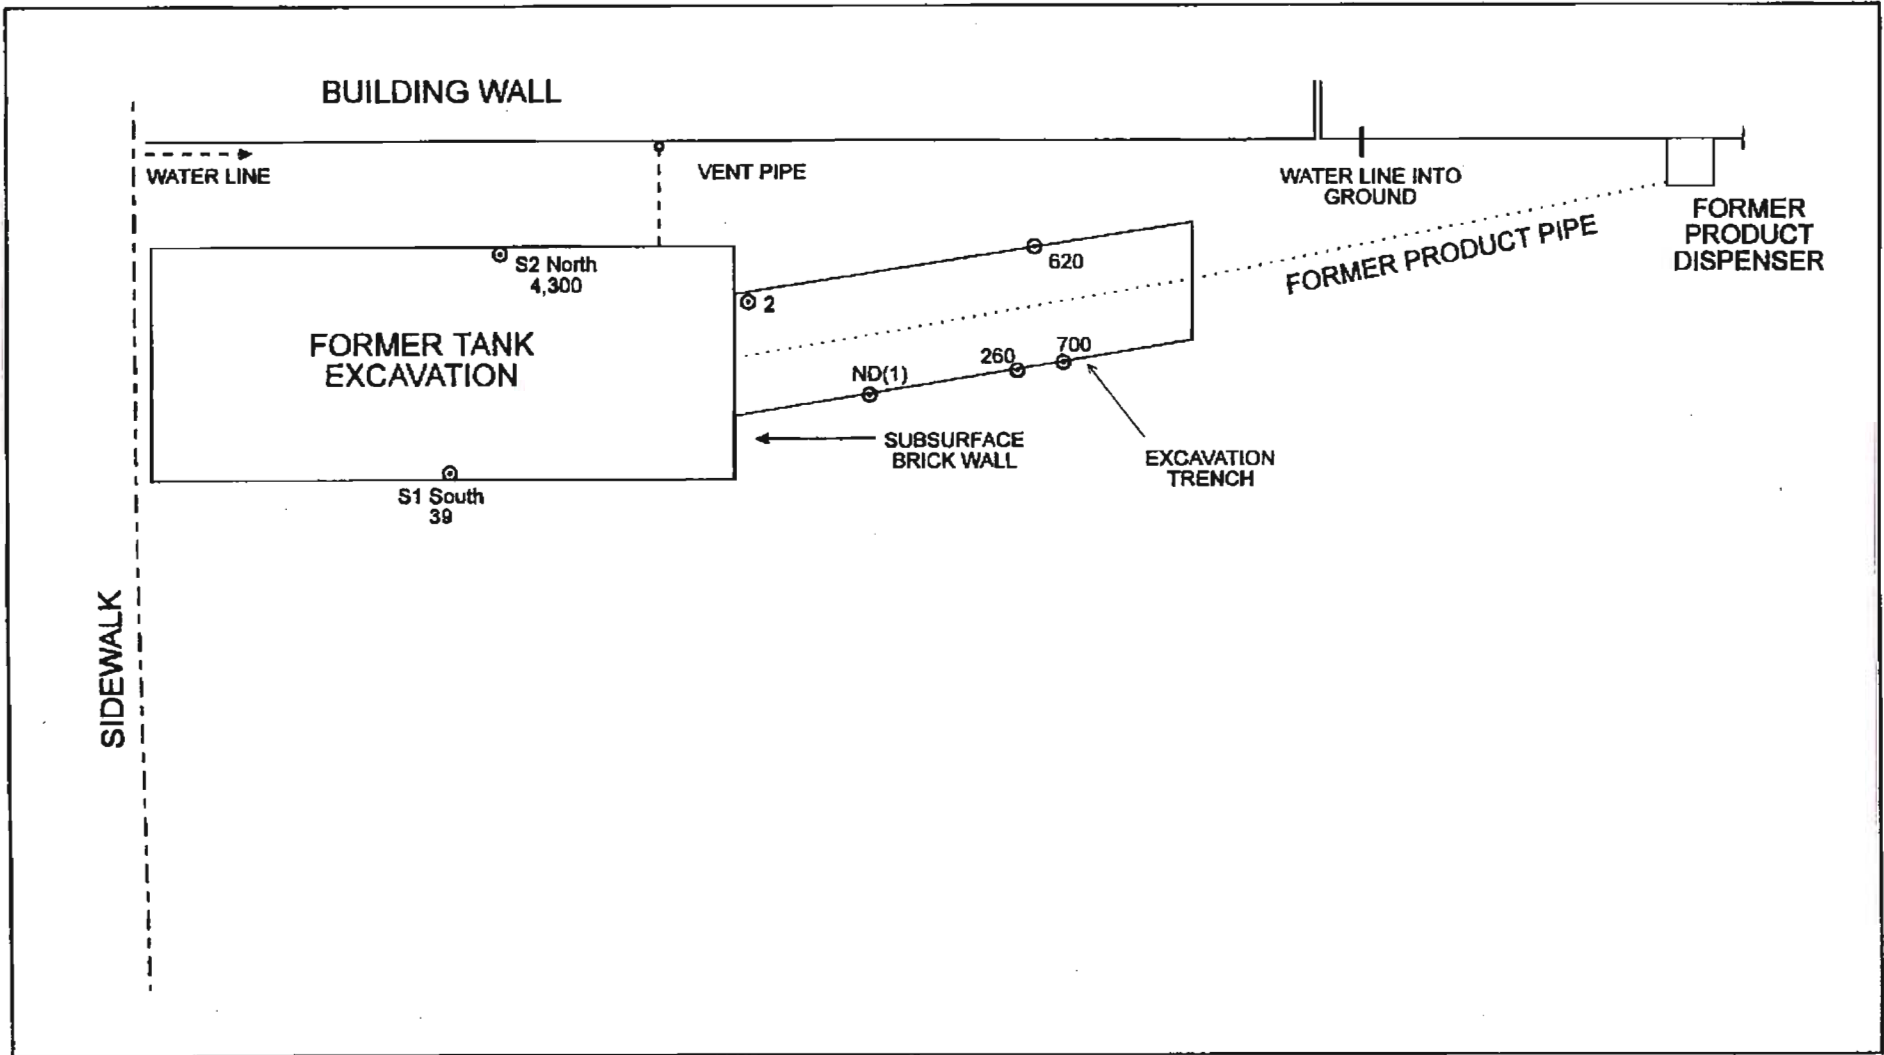 BUILDING WALL
WATER LINE
VENT PIPE
WATER LINE INTO
GROUND
FORMER
PRODUCT
DISPENSER
FORMER PRODUCT PIPE
S2 North
4,300
620
2
FORMER TANK
EXCAVATION
ND(1)
260
700
SUBSURFACE
BRICK WALL
EXCAVATION
TRENCH
S1 South
39
SIDEWALK